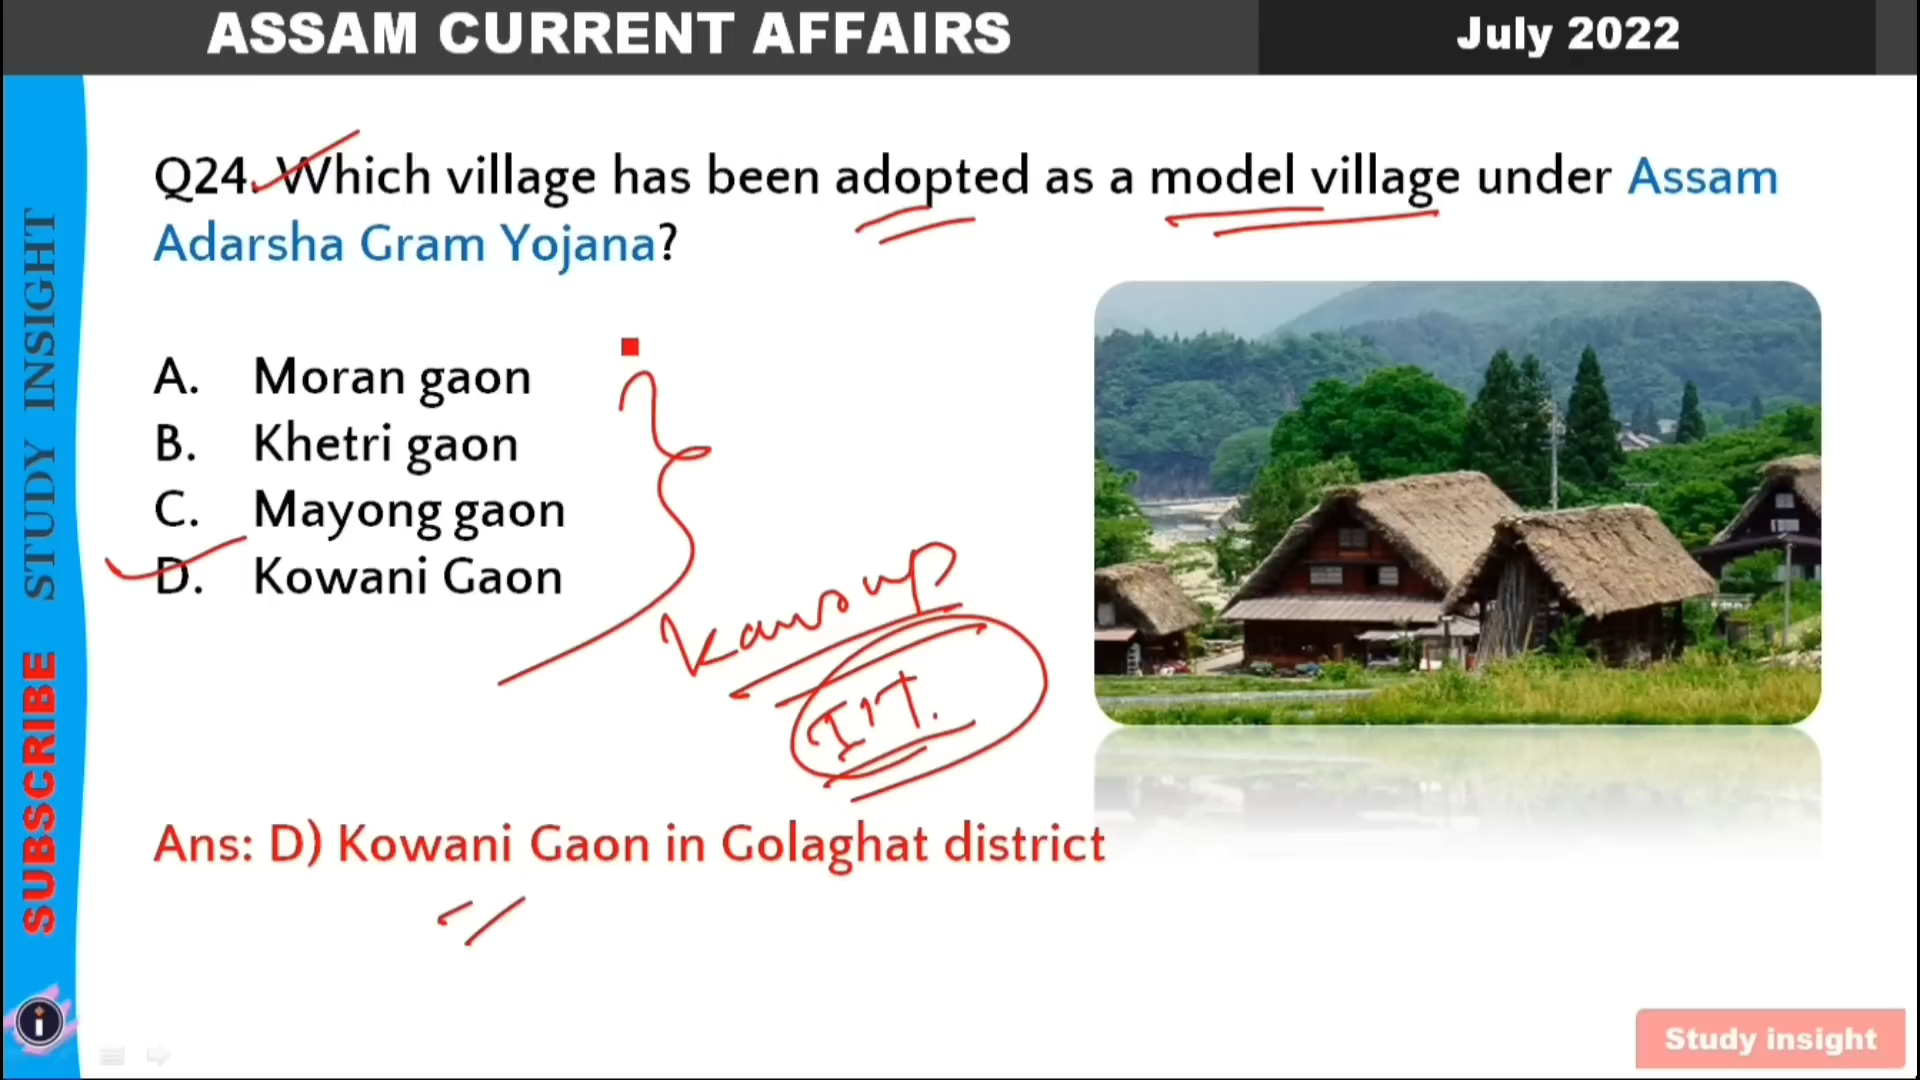 ASSAM CURRENT AFFAIRS
July 2022
Q24. Which village has been adopted as a model village under Assam
Adarsha Gram Yojana?
A. Moran gaon
B. Khetri gaon
C. Mayong gaon
D. Kowani Gaon
Kamrup
IIT.
Ans: D) Kowani Gaon in Golaghat district
SUBSCRIBE STUDY INSIGHT
Study insight